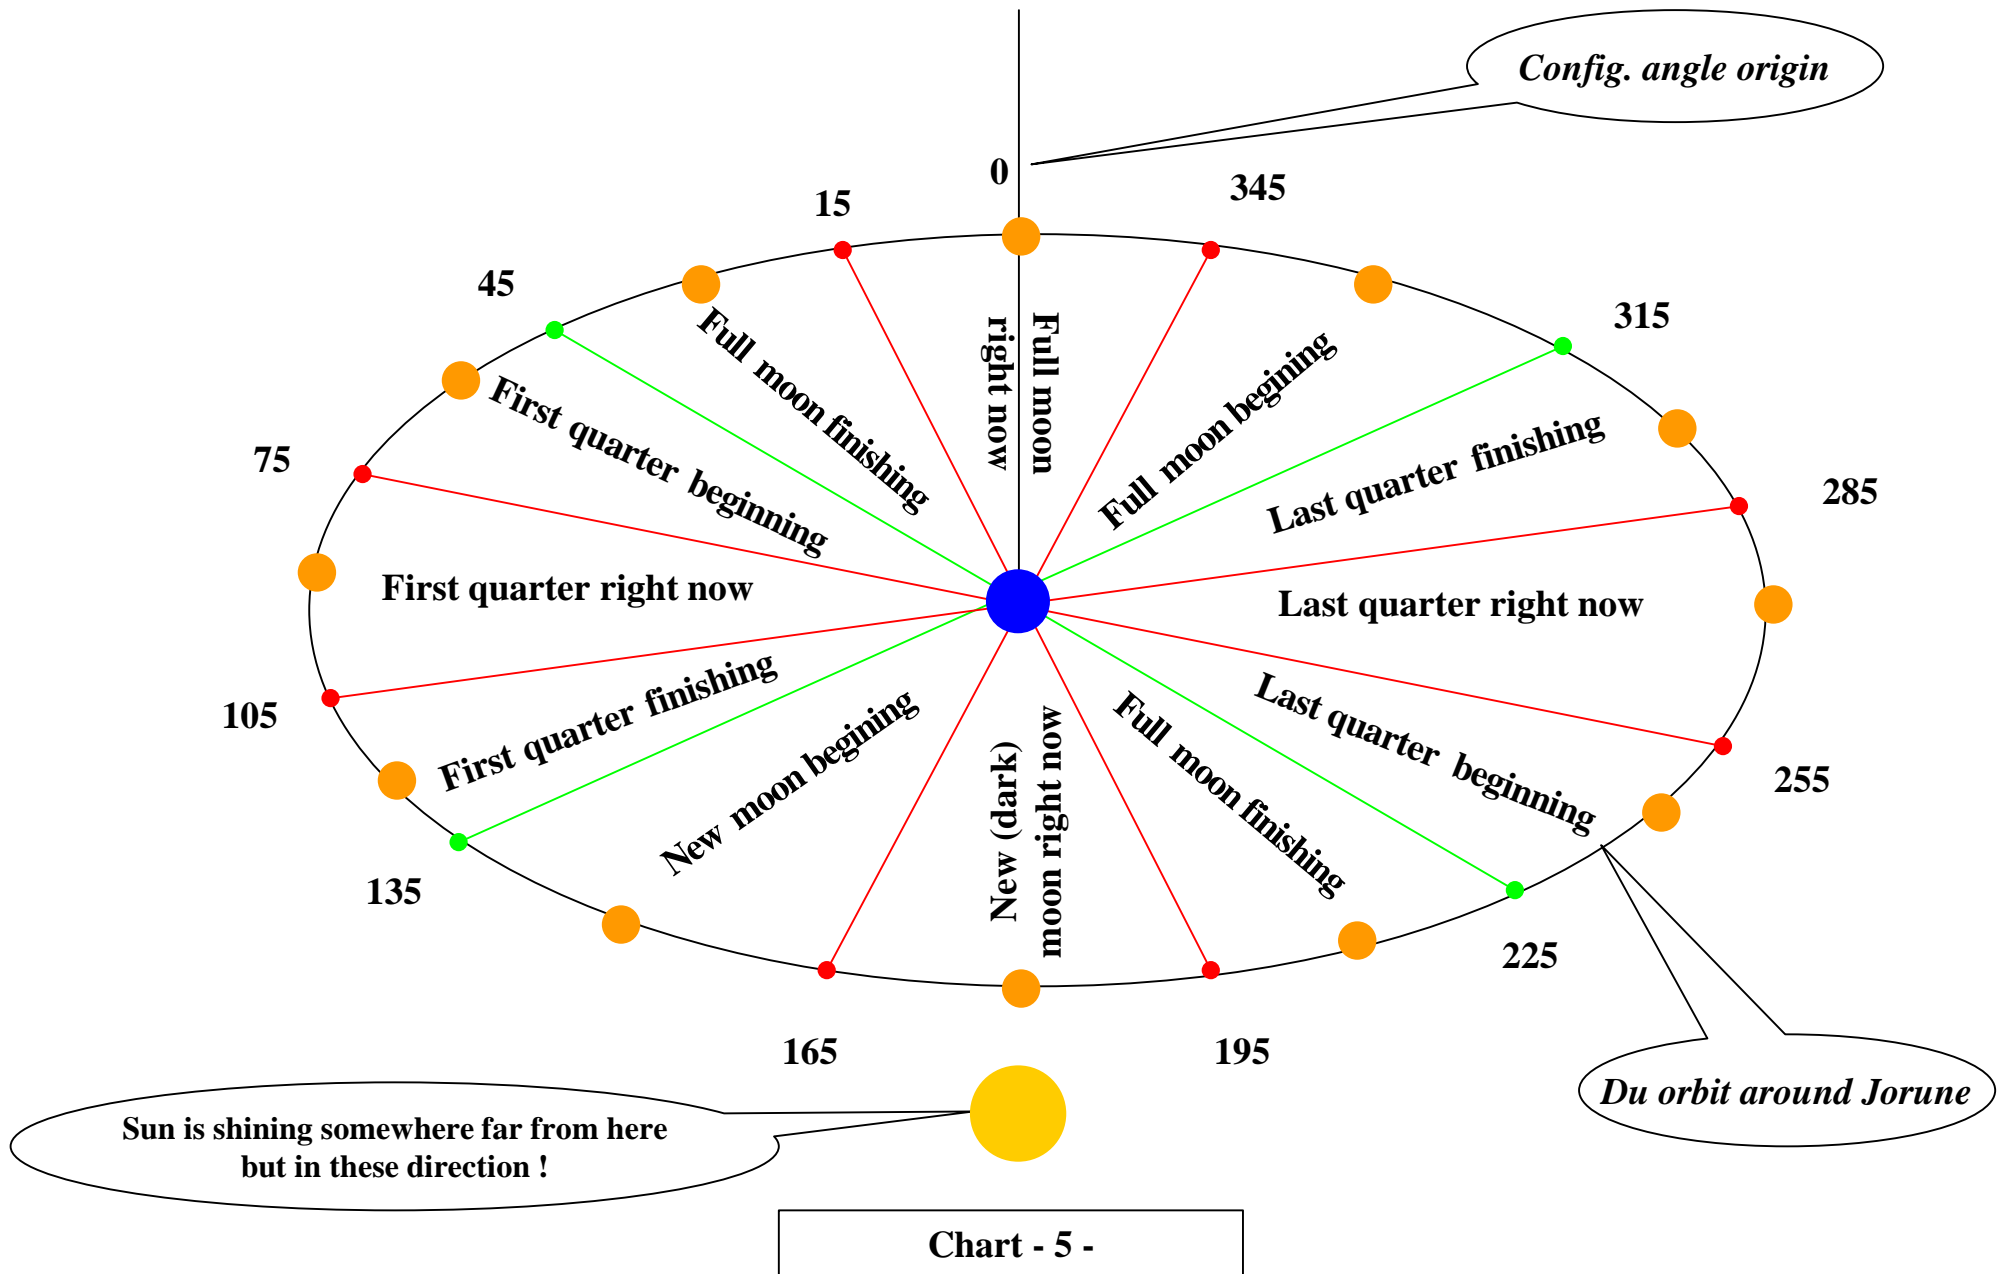 Config. angle origin
0
345
15
45
315
Full moon
right now
Full moon finishing
Full moon begining
First quarter beginning
Last quarter finishing
75
285
First quarter right now
Last quarter right now
First quarter finishing
Last quarter beginning
New moon begining
New (dark)
moon right now
Full moon finishing
105
255
135
225
165
195
Du orbit around Jorune
Sun is shining somewhere far from here
but in these direction !
Chart - 5 -